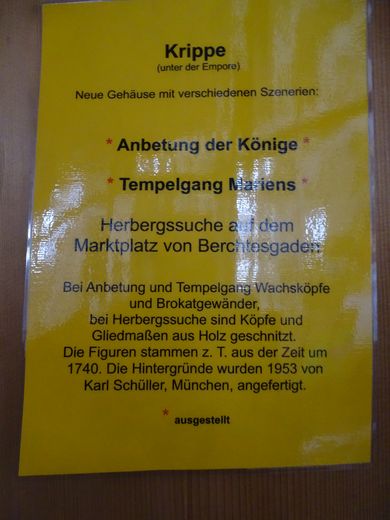 Krippe
(unter der Empore)
Neue Gehäuse mit verschiedenen Szenerien:
* Anbetung der Könige *
* Tempelgang Mariens *
Herbergssuche auf dem
Marktplatz von Berchtesgaden
Bei Anbetung und Tempelgang Wachsköpfe
und Brokatgewänder,
bei Herbergssuche sind Köpfe und
Gliedmaßen aus Holz geschnitzt.
Die Figuren stammen z. T. aus der Zeit um
1740. Die Hintergründe wurden 1953 von
Karl Schüller, München, angefertigt.
* ausgestellt